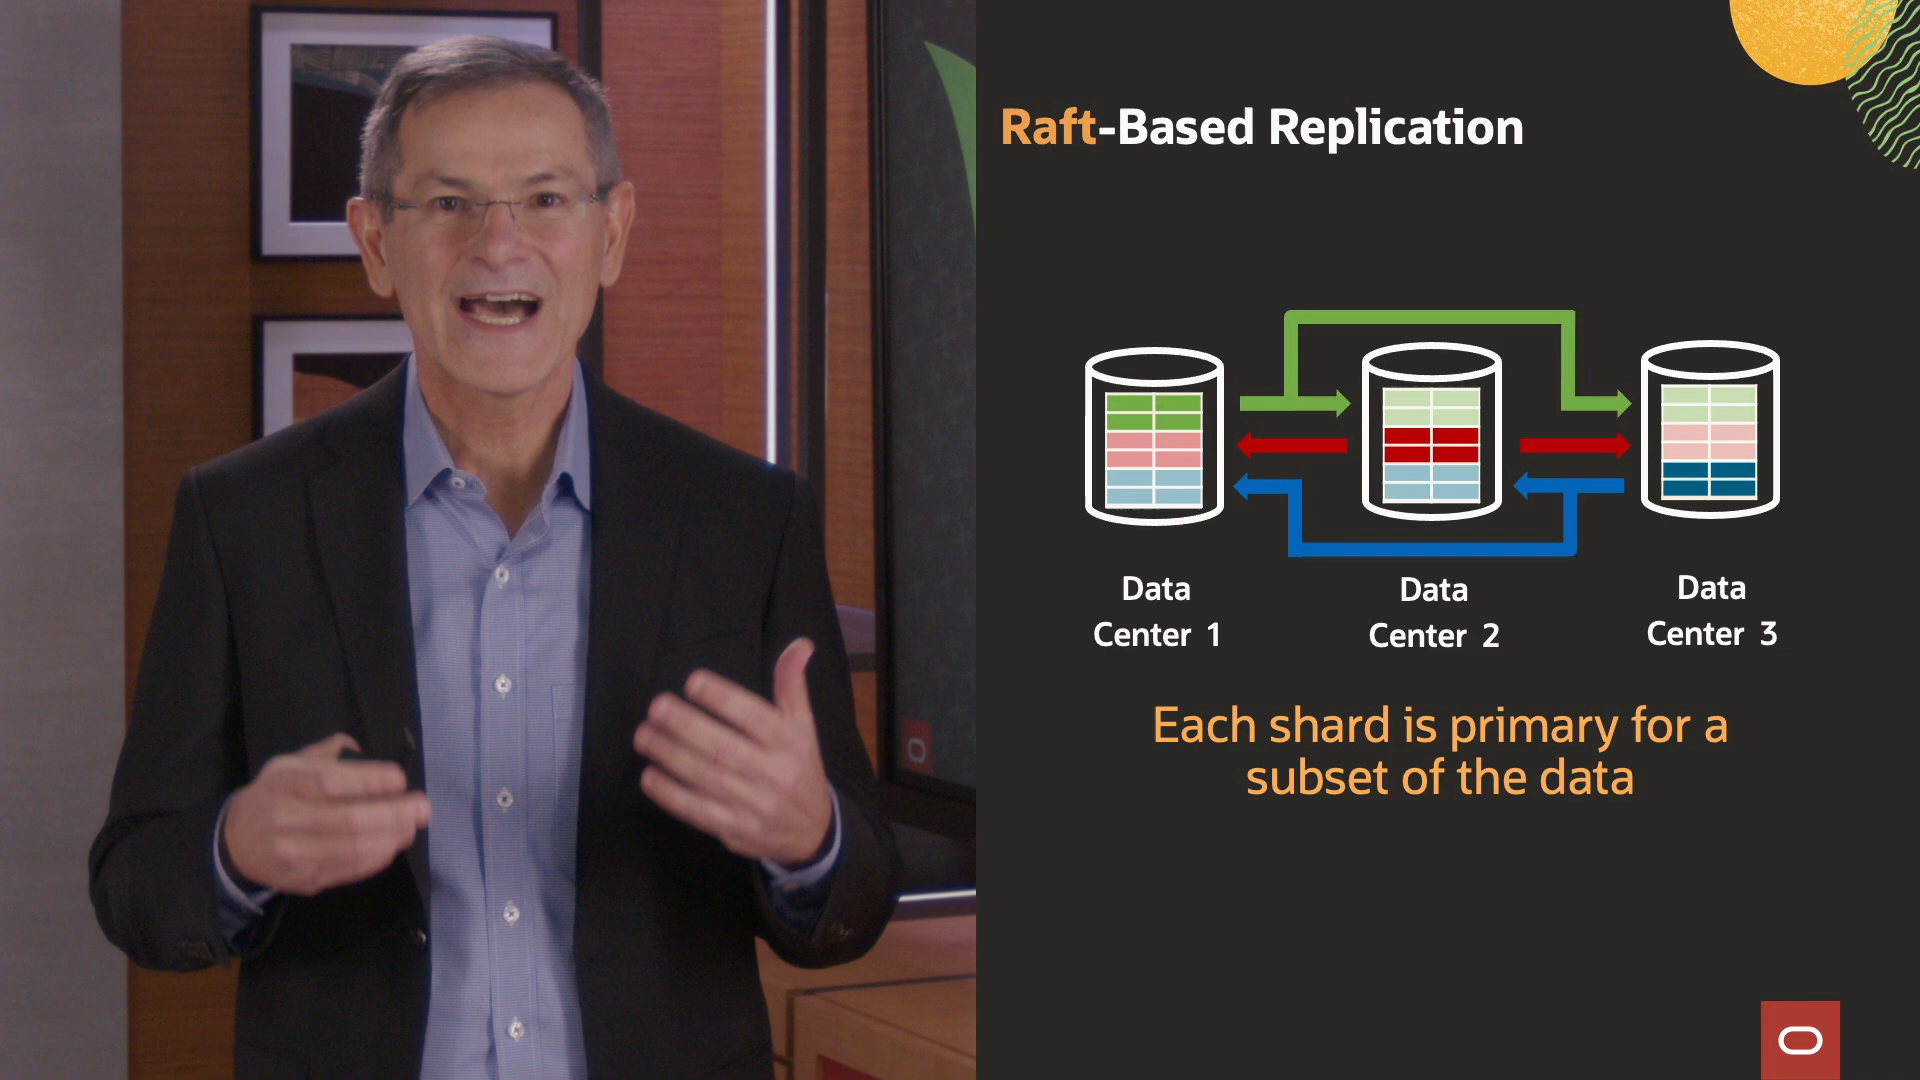 Raft-Based Replication
Data
Center 1
Data
Center 2
Data
Center 3
Each shard is primary for a
subset of the data